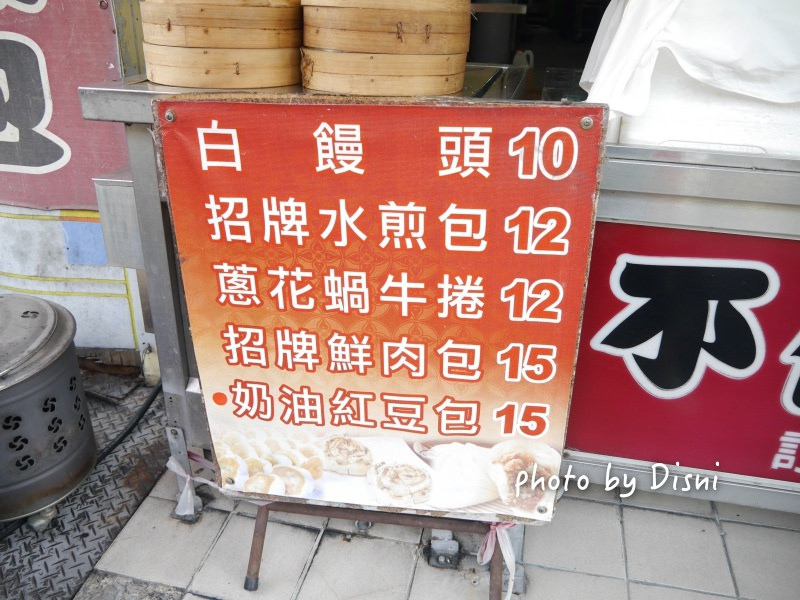 白饅頭10
招牌水煎包12
蔥花蝸牛捲12
招牌鮮肉包15
奶油紅豆包15
不
photo by Disni